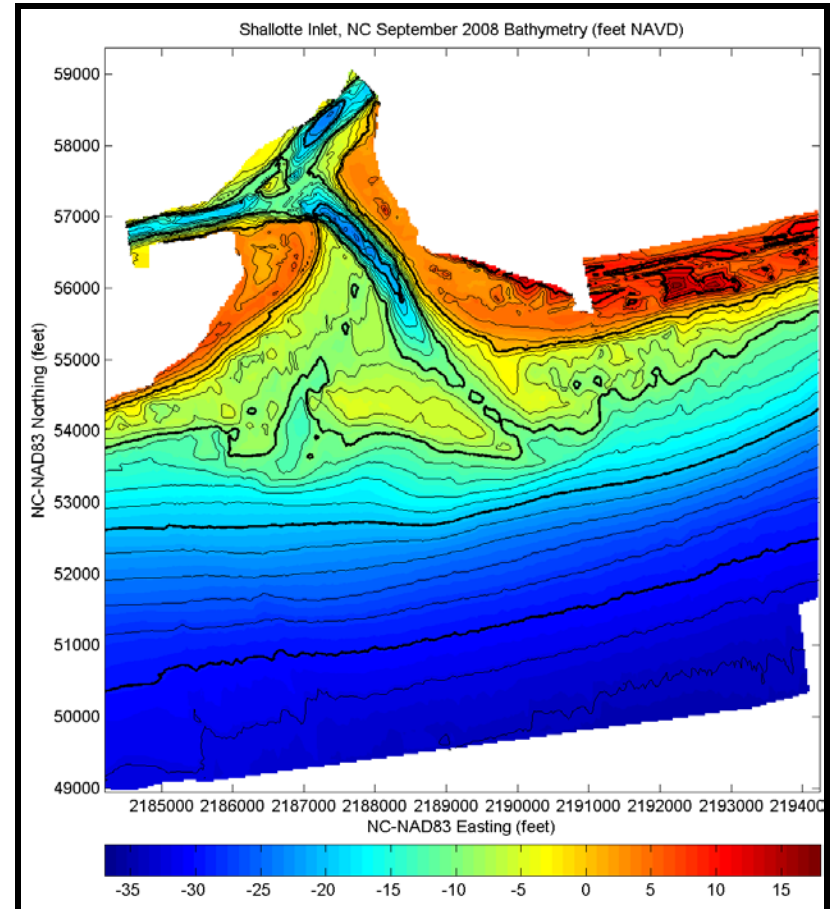 Shallotte Inlet, NC September 2008 Bathymetry (feet NAVD)
59000
58000
57000
56000
55000
54000
53000
52000
51000
50000
49000
NC-NAD83 Northing (feet)
2185000 2186000 2187000 2188000 2189000 2190000 2191000 2192000 2193000 219400
NC-NAD83 Easting (feet)
-35 -30 -25 -20 -15 -10 -5 0 5 10 15